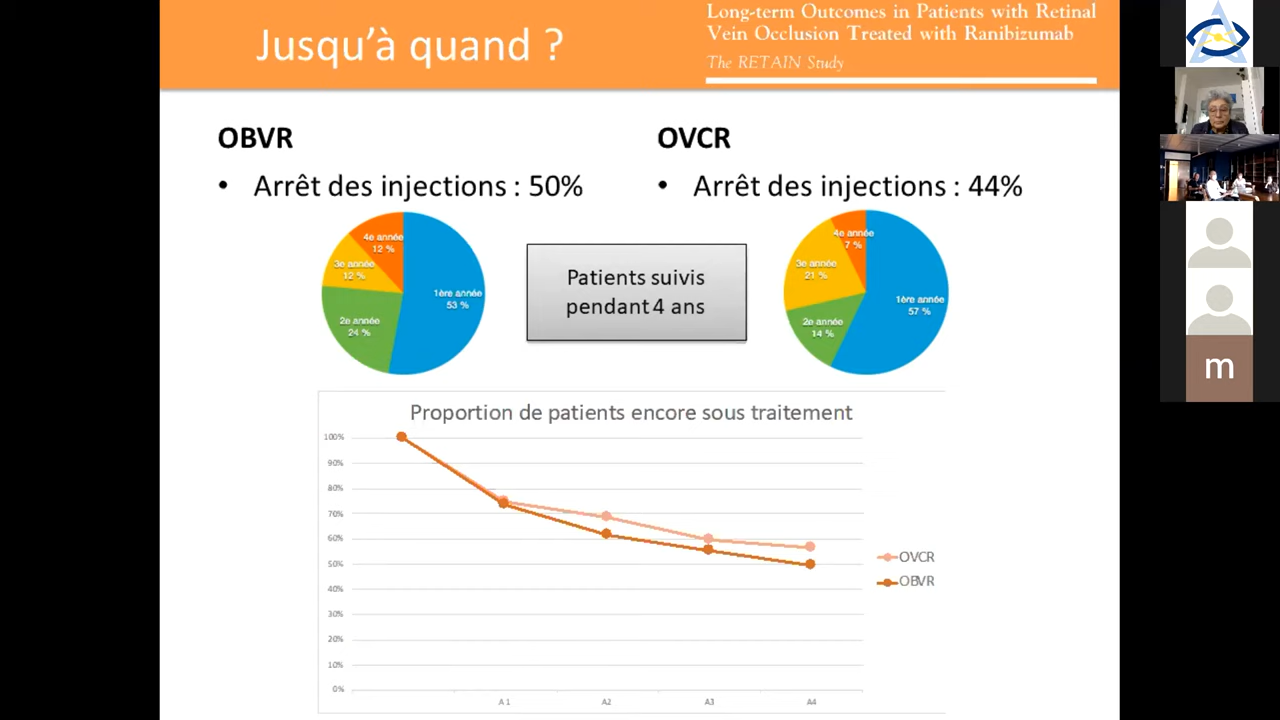 Jusqu'à quand ?
Long-term Outcomes in Patients with Retinal
Vein Occlusion Treated with Ranibizumab
The RETAIN Study
OBVR
• Arrêt des injections : 50%
OVCR
• Arrêt des injections : 44%
4e année
12 %
3e année
12 %
2e année
24 %
1ère année
53 %
Patients suivis
pendant 4 ans
4e année
7 %
3e année
21 %
2e année
14 %
1ère année
57 %
Proportion de patients encore sous traitement
100%
90%
80%
70%
60%
50%
40%
30%
20%
10%
0%
A 1
A2
A3
A4
OVCR
OBVR
m